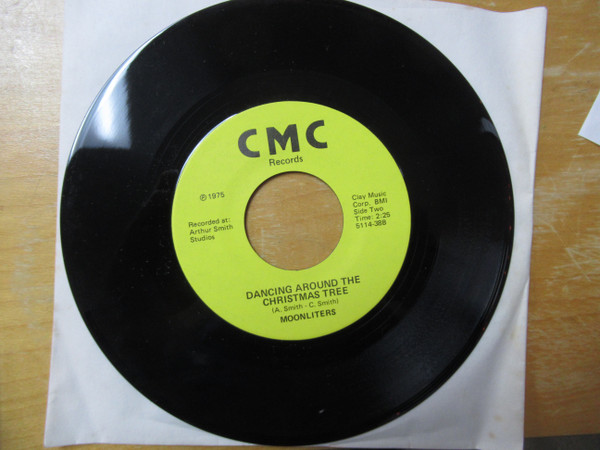 CMC
Records
℗1975
Recorded at:
Arthur Smith
Studios
Clay Music
Corp. BMI
Side Two
Time: 2:25
5114-38B
DANCING AROUND THE
CHRISTMAS TREE
(A. Smith - C. Smith)
MOONLITERS